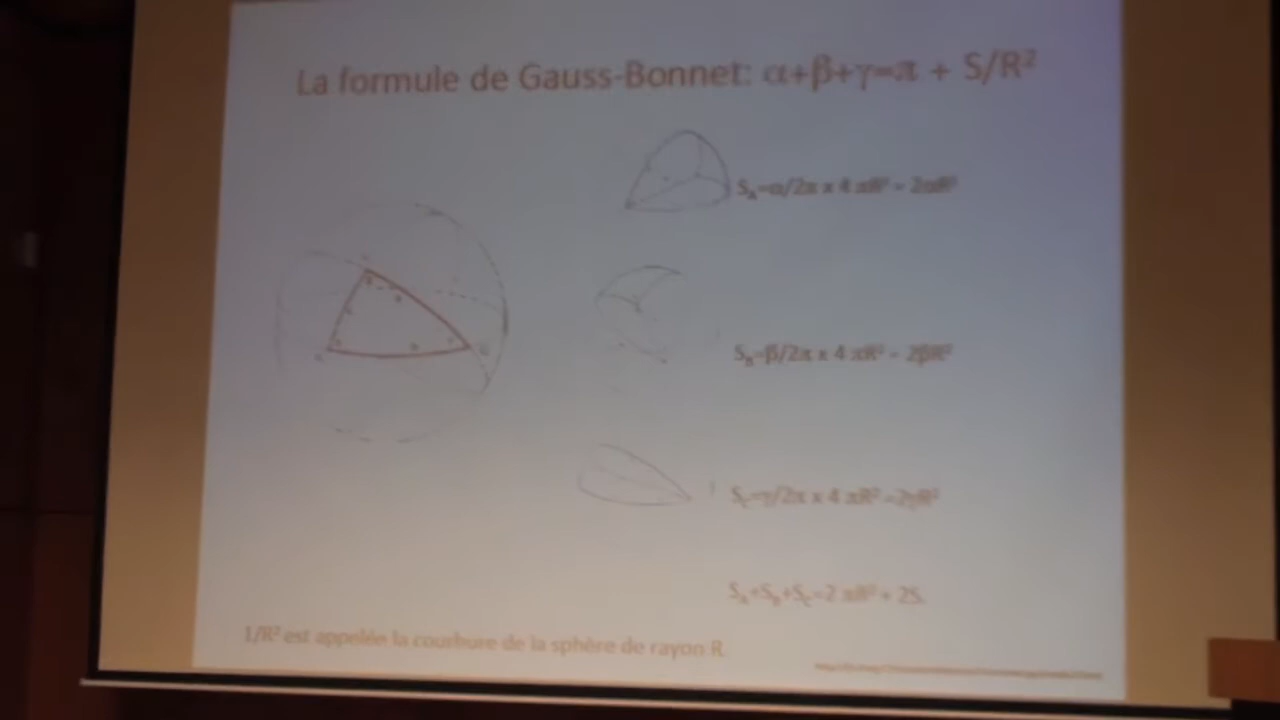 La formule de Gauss-Bonnet: α+β+γ=π + S/R²
S_A=α/2π x 4 πR² = 2αR²
S_B=β/2π x 4 πR² = 2βR²
S_C=γ/2π x 4 πR² =2γR²
S_A+S_B+S_C=2 πR² + 2S
1/R² est appelée la courbure de la sphère de rayon R